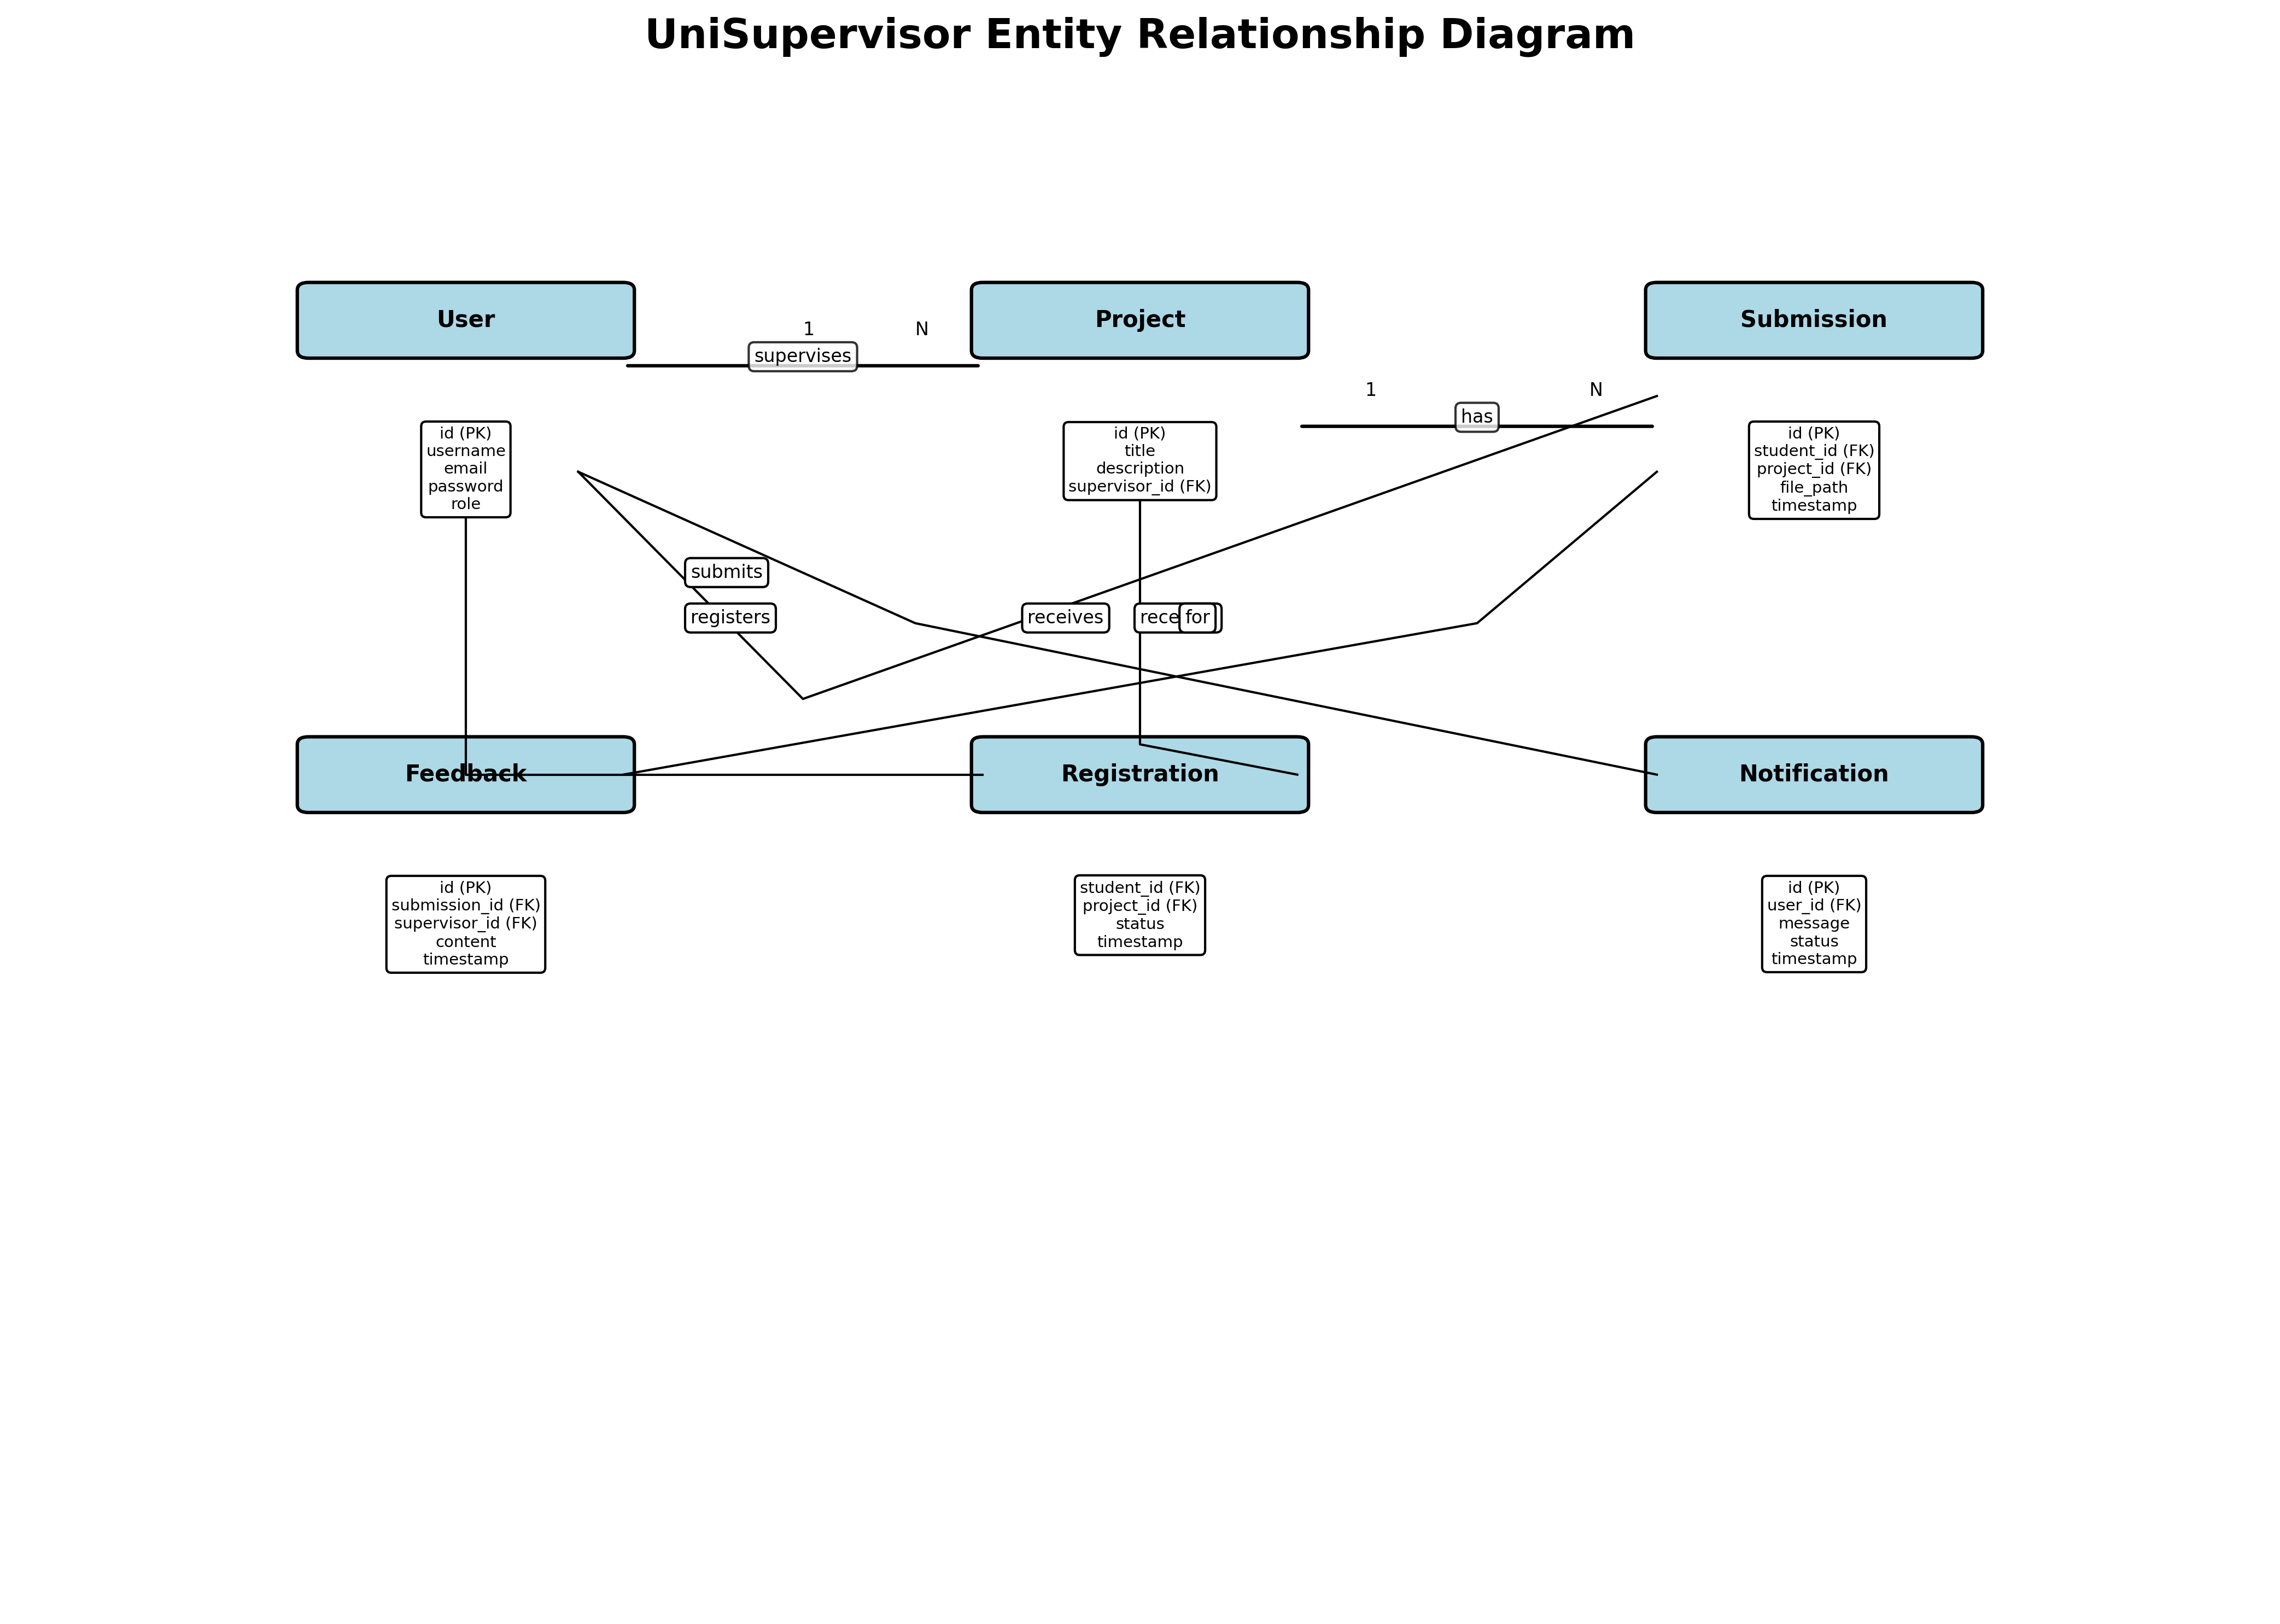 UniSupervisor Entity Relationship Diagram
User
Project
Submission
1
N
supervises
1
N
has
id (PK)
username
email
password
role
id (PK)
title
description
supervisor_id (FK)
id (PK)
student_id (FK)
project_id (FK)
file_path
timestamp
submits
registers
receives
for
Feedback
Registration
Notification
id (PK)
submission_id (FK)
supervisor_id (FK)
content
timestamp
student_id (FK)
project_id (FK)
status
timestamp
id (PK)
user_id (FK)
message
status
timestamp